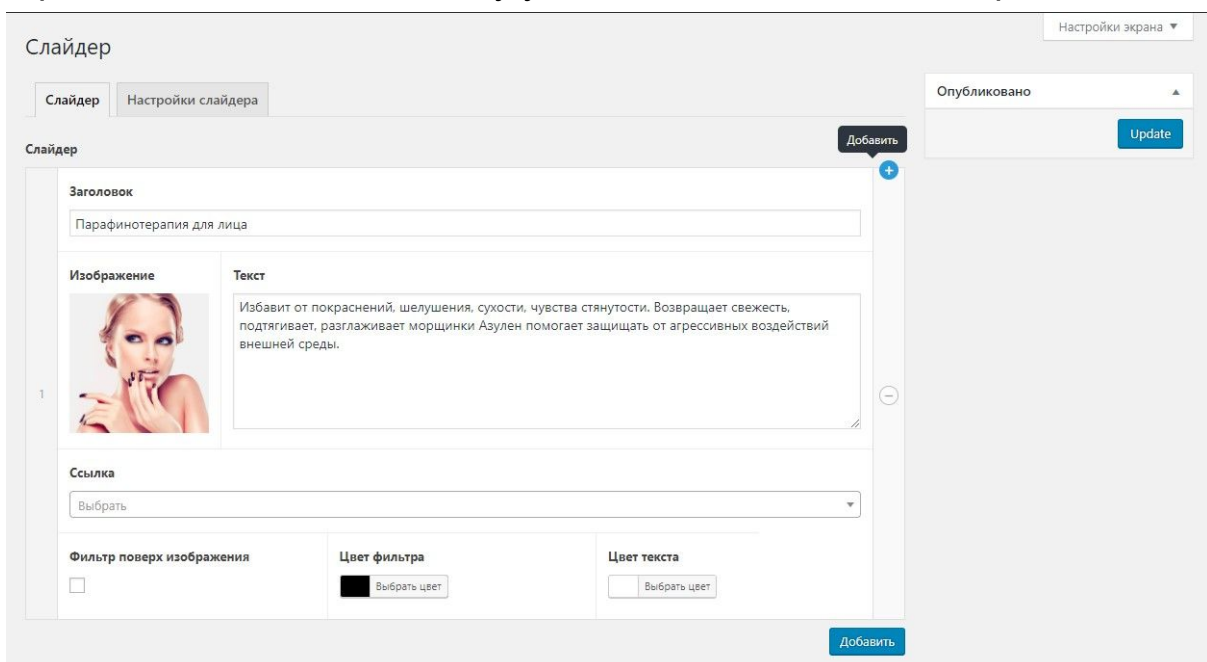 Настройки экрана
Слайдер
Слайдер
Настройки слайдера
Опубликовано
Update
Добавить
Слайдер
Заголовок
Парафинотерапия для лица
Изображение
Текст
Избавит от покраснений, шелушения, сухости, чувства стянутости. Возвращает свежесть,
подтягивает, разглаживает морщинки Азулен помогает защищать от агрессивных воздействий
внешней среды.
1
Ссылка
Выбрать
Фильтр поверх изображения
Цвет фильтра
Цвет текста
Выбрать цвет
Выбрать цвет
Добавить